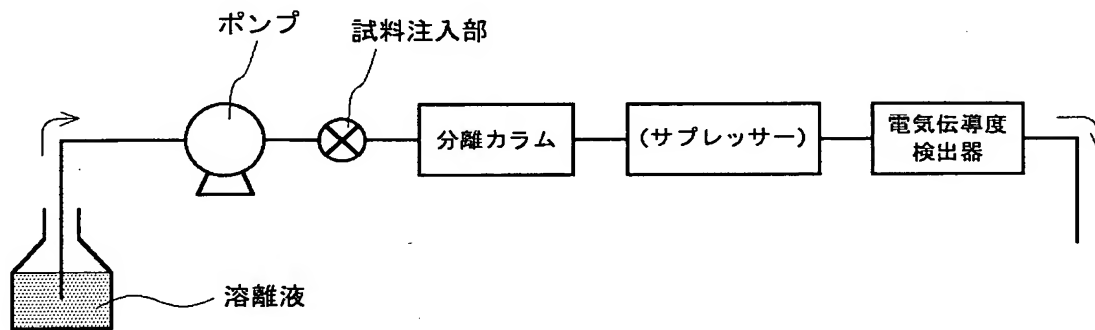 ポンプ
試料注入部
分離カラム
(サプレッサー)
電気伝導度
検出器
溶離液